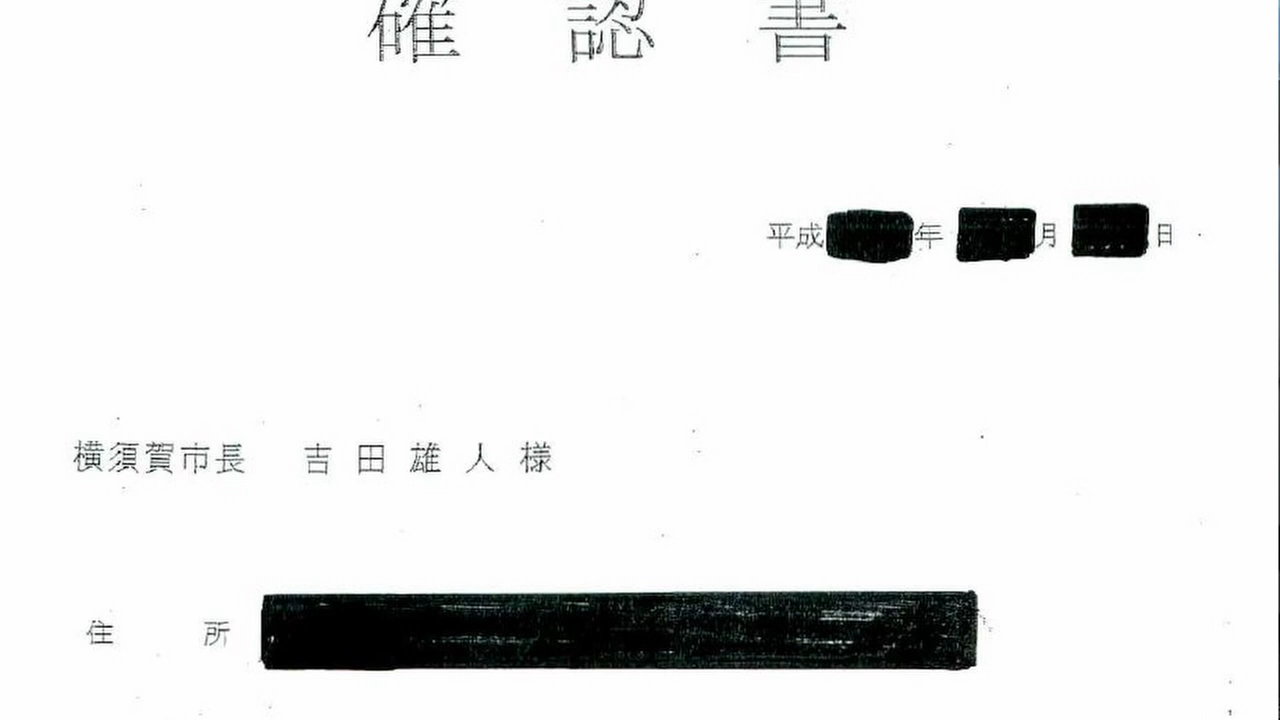 確認書
平成 年 月 日
横須賀市長 吉田雄人様
住所